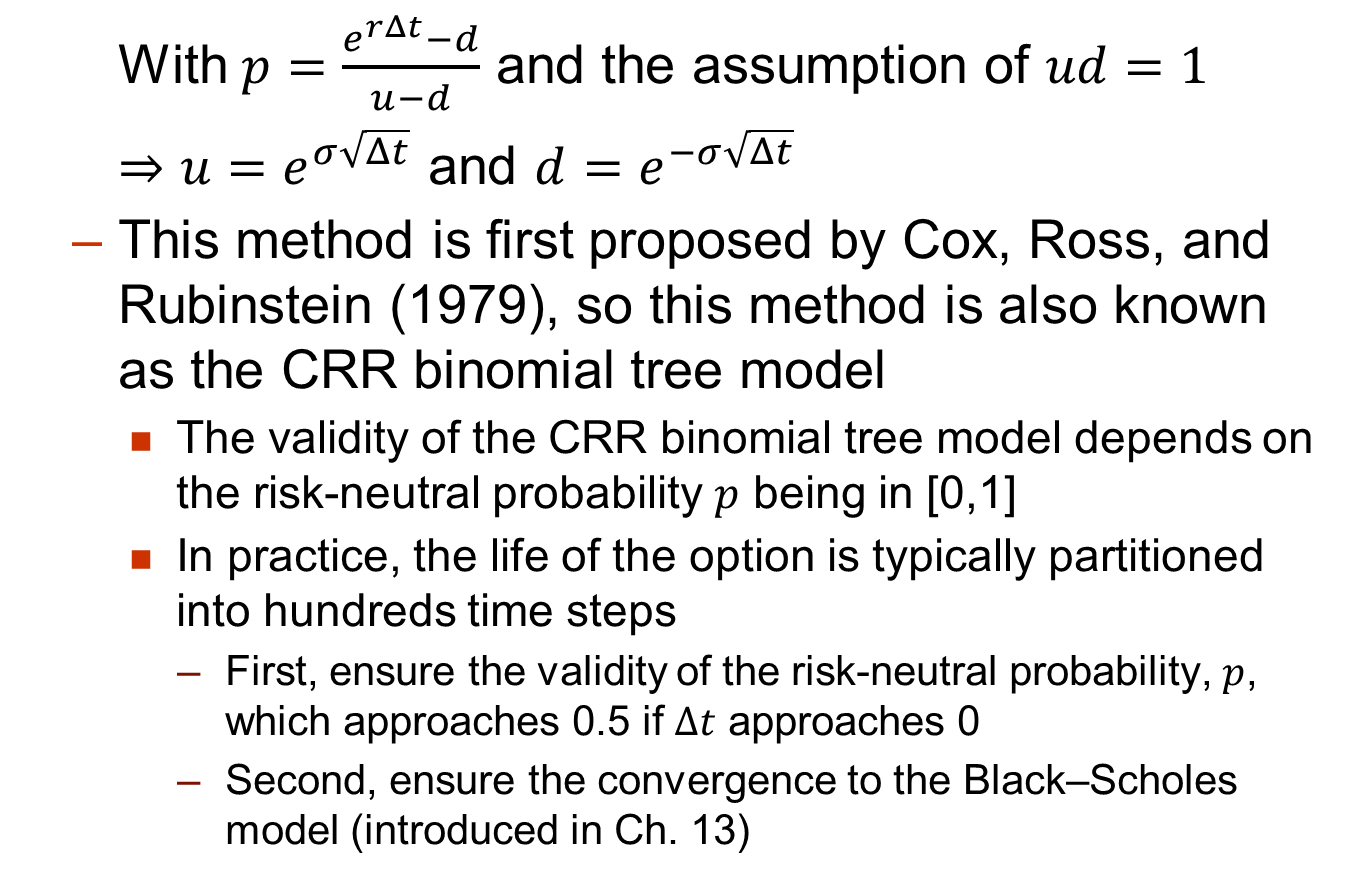 With 𝑝 = (𝑒^{𝑟Δ𝑡}−𝑑)/(𝑢−𝑑) and the assumption of 𝑢𝑑 = 1
⇒ 𝑢 = 𝑒^{𝜎√Δ𝑡} and 𝑑 = 𝑒^{−𝜎√Δ𝑡}
– This method is first proposed by Cox, Ross, and
Rubinstein (1979), so this method is also known
as the CRR binomial tree model
■ The validity of the CRR binomial tree model depends on
the risk-neutral probability 𝑝 being in [0,1]
■ In practice, the life of the option is typically partitioned
into hundreds time steps
– First, ensure the validity of the risk-neutral probability, 𝑝,
which approaches 0.5 if Δ𝑡 approaches 0
– Second, ensure the convergence to the Black–Scholes
model (introduced in Ch. 13)